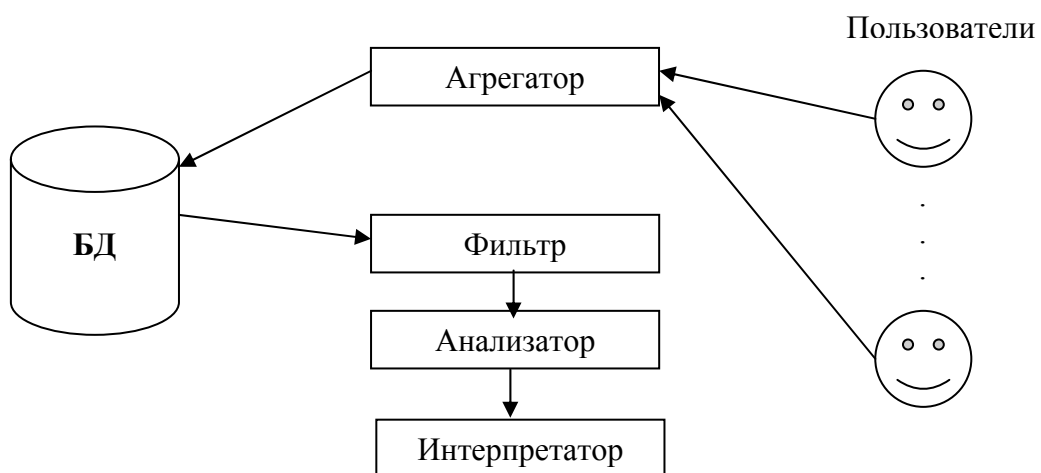 Пользователи
Агрегатор
БД
Фильтр
Анализатор
Интерпретатор